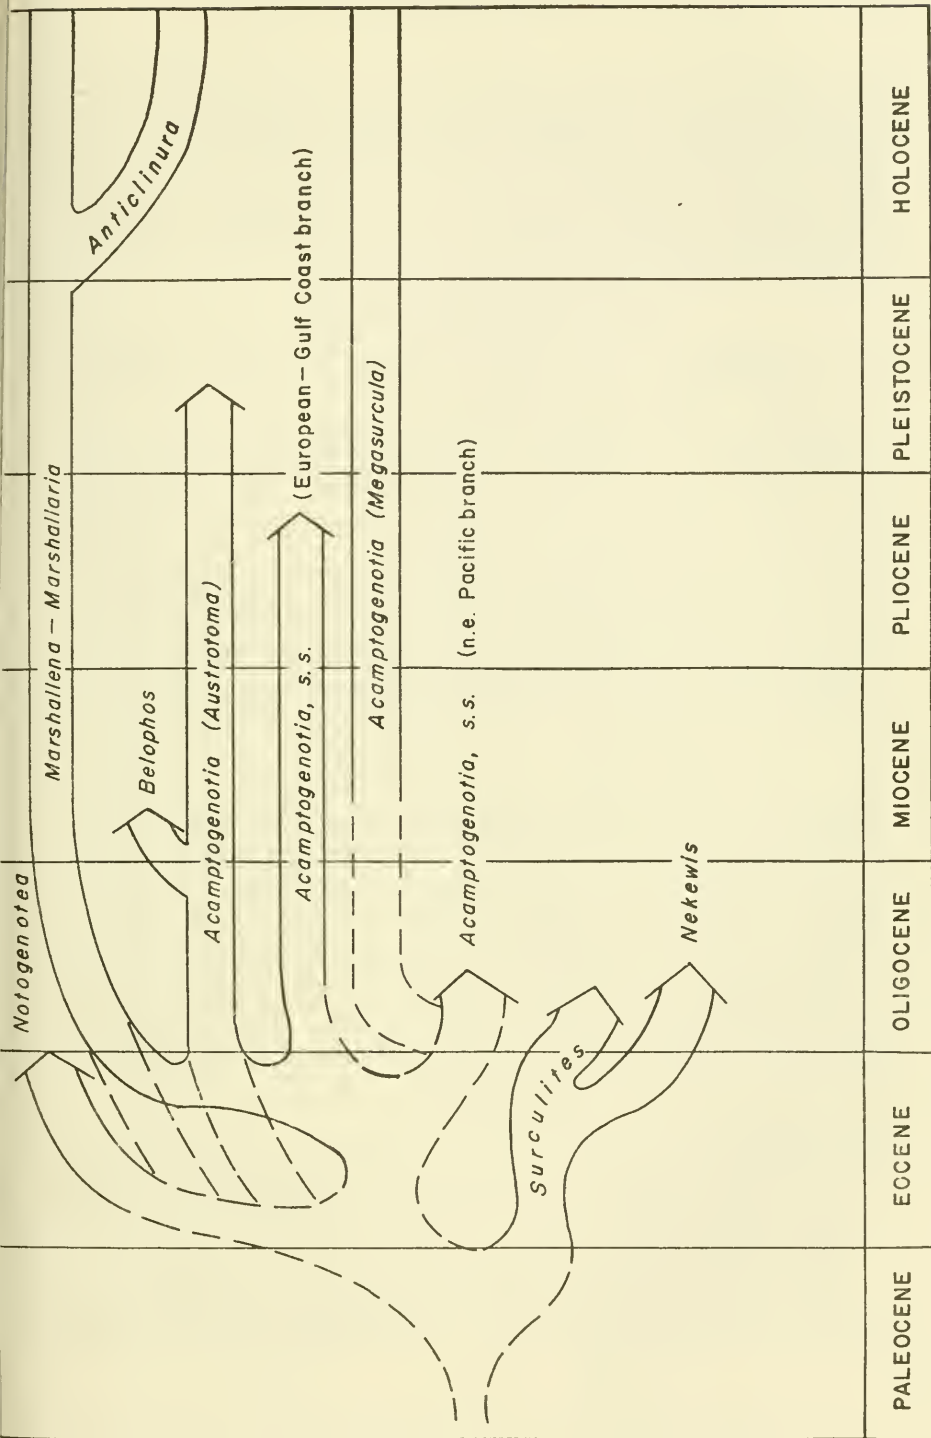 HOLOCENE
PLEISTOCENE
PLIOCENE
MIOCENE
OLIGOCENE
EOCENE
PALEOCENE
Anticlinura
Marshallena — Marshallaria
Notogenotea
Belophos
Acamptogenotia (Austrotoma)
Acamptogenotia, s.s.
(European—Gulf Coast branch)
Acamptogenotia (Megasurcula)
Acamptogenotia, s.s. (n.e. Pacific branch)
Surculites
Nekewis